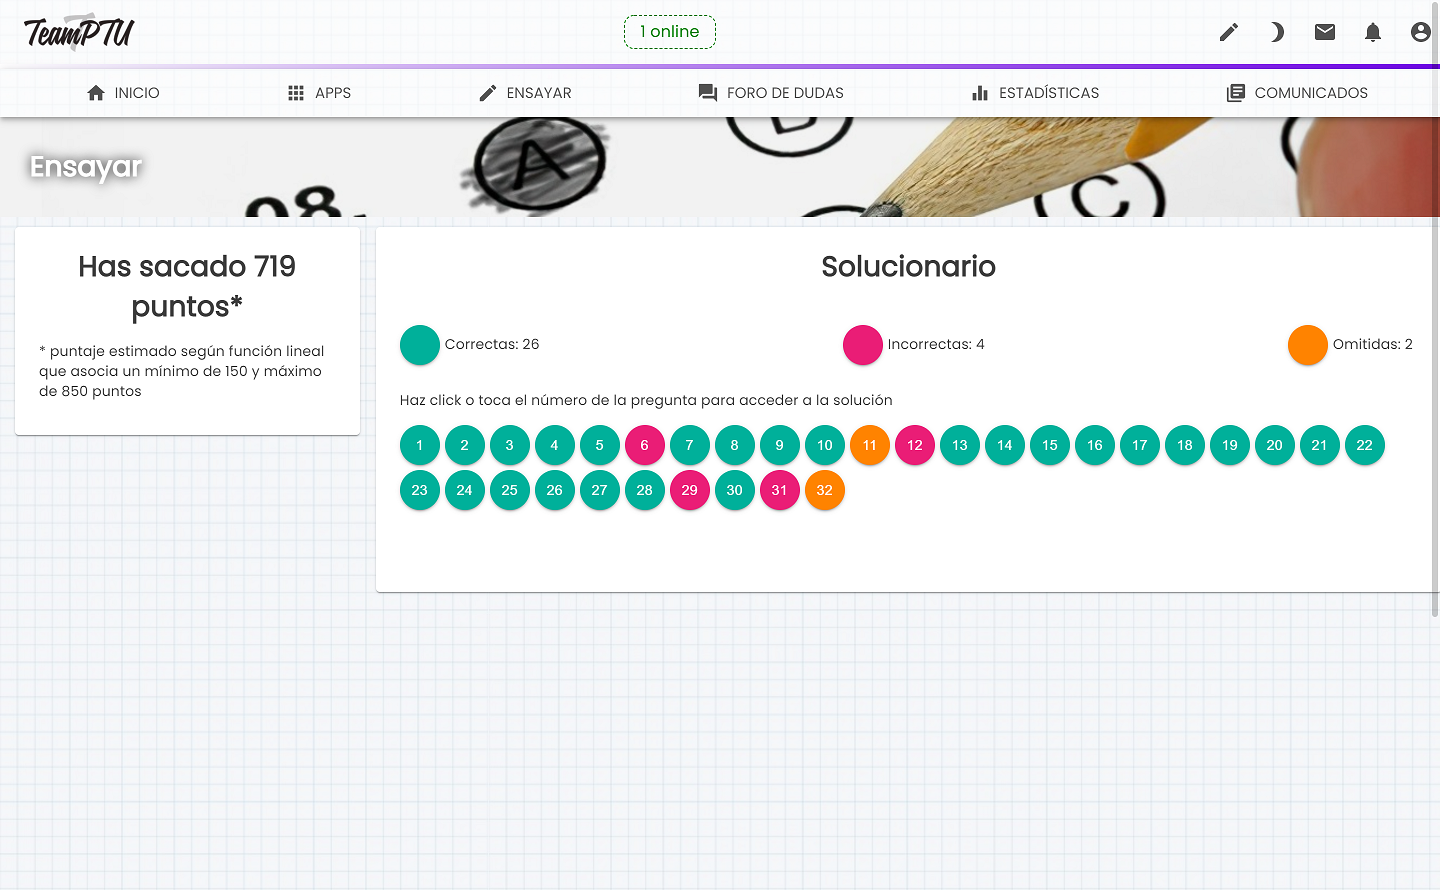 TeamPTU
1 online
INICIO
APPS
ENSAYAR
FORO DE DUDAS
ESTADÍSTICAS
COMUNICADOS
Ensayar
A
B
C
98.
Has sacado 719
puntos*
* puntaje estimado según función lineal
que asocia un mínimo de 150 y máximo
de 850 puntos
Solucionario
Correctas: 26
Incorrectas: 4
Omitidas: 2
Haz click o toca el número de la pregunta para acceder a la solución
1 2 3 4 5 6 7 8 9 10 11 12 13 14 15 16 17 18 19 20 21 22
23 24 25 26 27 28 29 30 31 32